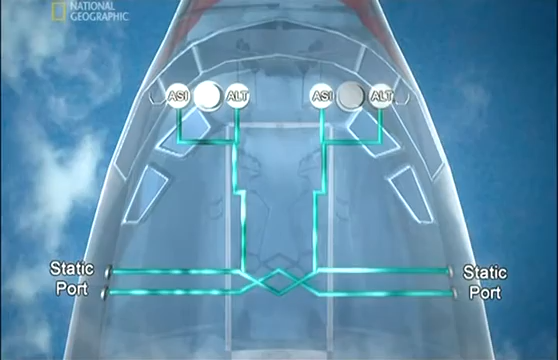 NATIONAL
GEOGRAPHIC
ASI
ALT
ASI
ALT
Static
Port
Static
Port